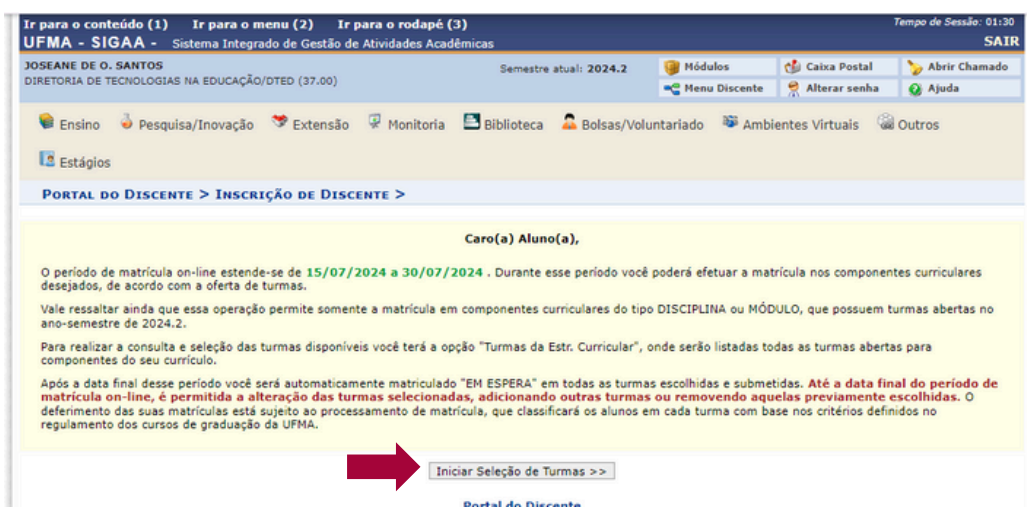 Ir para o conteúdo (1) Ir para o menu (2) Ir para o rodapé (3)
Tempo de Sessão: 01:30
UFMA - SIGAA - Sistema Integrado de Gestão de Atividades Acadêmicas
SAIR
JOSEANE DE O. SANTOS
DIRETORIA DE TECNOLOGIAS NA EDUCAÇÃO/DTED (37.00)
Semestre atual: 2024.2
Módulos Caixa Postal Abrir Chamado
Menu Discente Alterar senha Ajuda
Ensino Pesquisa/Inovação Extensão Monitoria Biblioteca Bolsas/Voluntariado Ambientes Virtuais Outros
Estágios
PORTAL DO DISCENTE > INSCRIÇÃO DE DISCENTE >
Caro(a) Aluno(a),
O período de matrícula on-line estende-se de 15/07/2024 a 30/07/2024 . Durante esse período você poderá efetuar a matrícula nos componentes curriculares
desejados, de acordo com a oferta de turmas.
Vale ressaltar ainda que essa operação permite somente a matrícula em componentes curriculares do tipo DISCIPLINA ou MÓDULO, que possuem turmas abertas no
ano-semestre de 2024.2.
Para realizar a consulta e seleção das turmas disponíveis você terá a opção "Turmas da Estr. Curricular", onde serão listadas todas as turmas abertas para
componentes do seu currículo.
Após a data final desse período você será automaticamente matriculado "EM ESPERA" em todas as turmas escolhidas e submetidas. Até a data final do período de
matrícula on-line, é permitida a alteração das turmas selecionadas, adicionando outras turmas ou removendo aquelas previamente escolhidas. O
deferimento das suas matrículas está sujeito ao processamento de matrícula, que classificará os alunos em cada turma com base nos critérios definidos no
regulamento dos cursos de graduação da UFMA.
Iniciar Seleção de Turmas >>
Portal do Discente